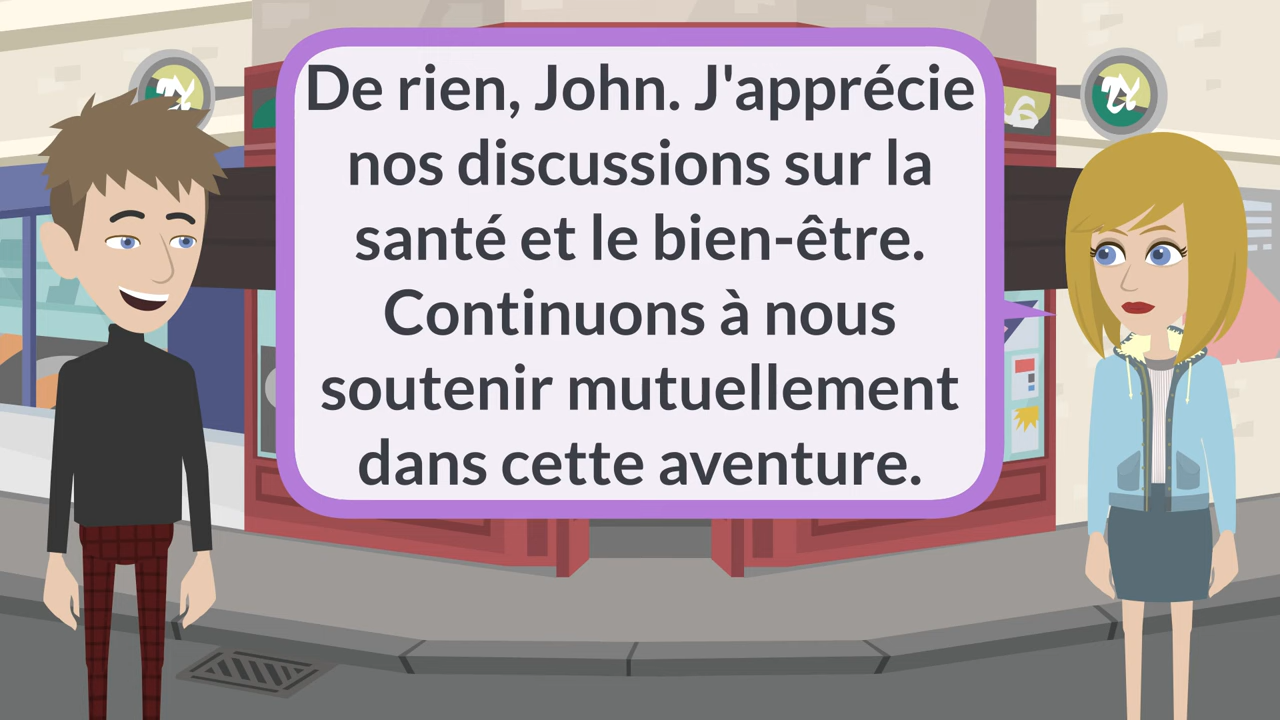 De rien, John. J'apprécie
nos discussions sur la
santé et le bien-être.
Continuons à nous
soutenir mutuellement
dans cette aventure.